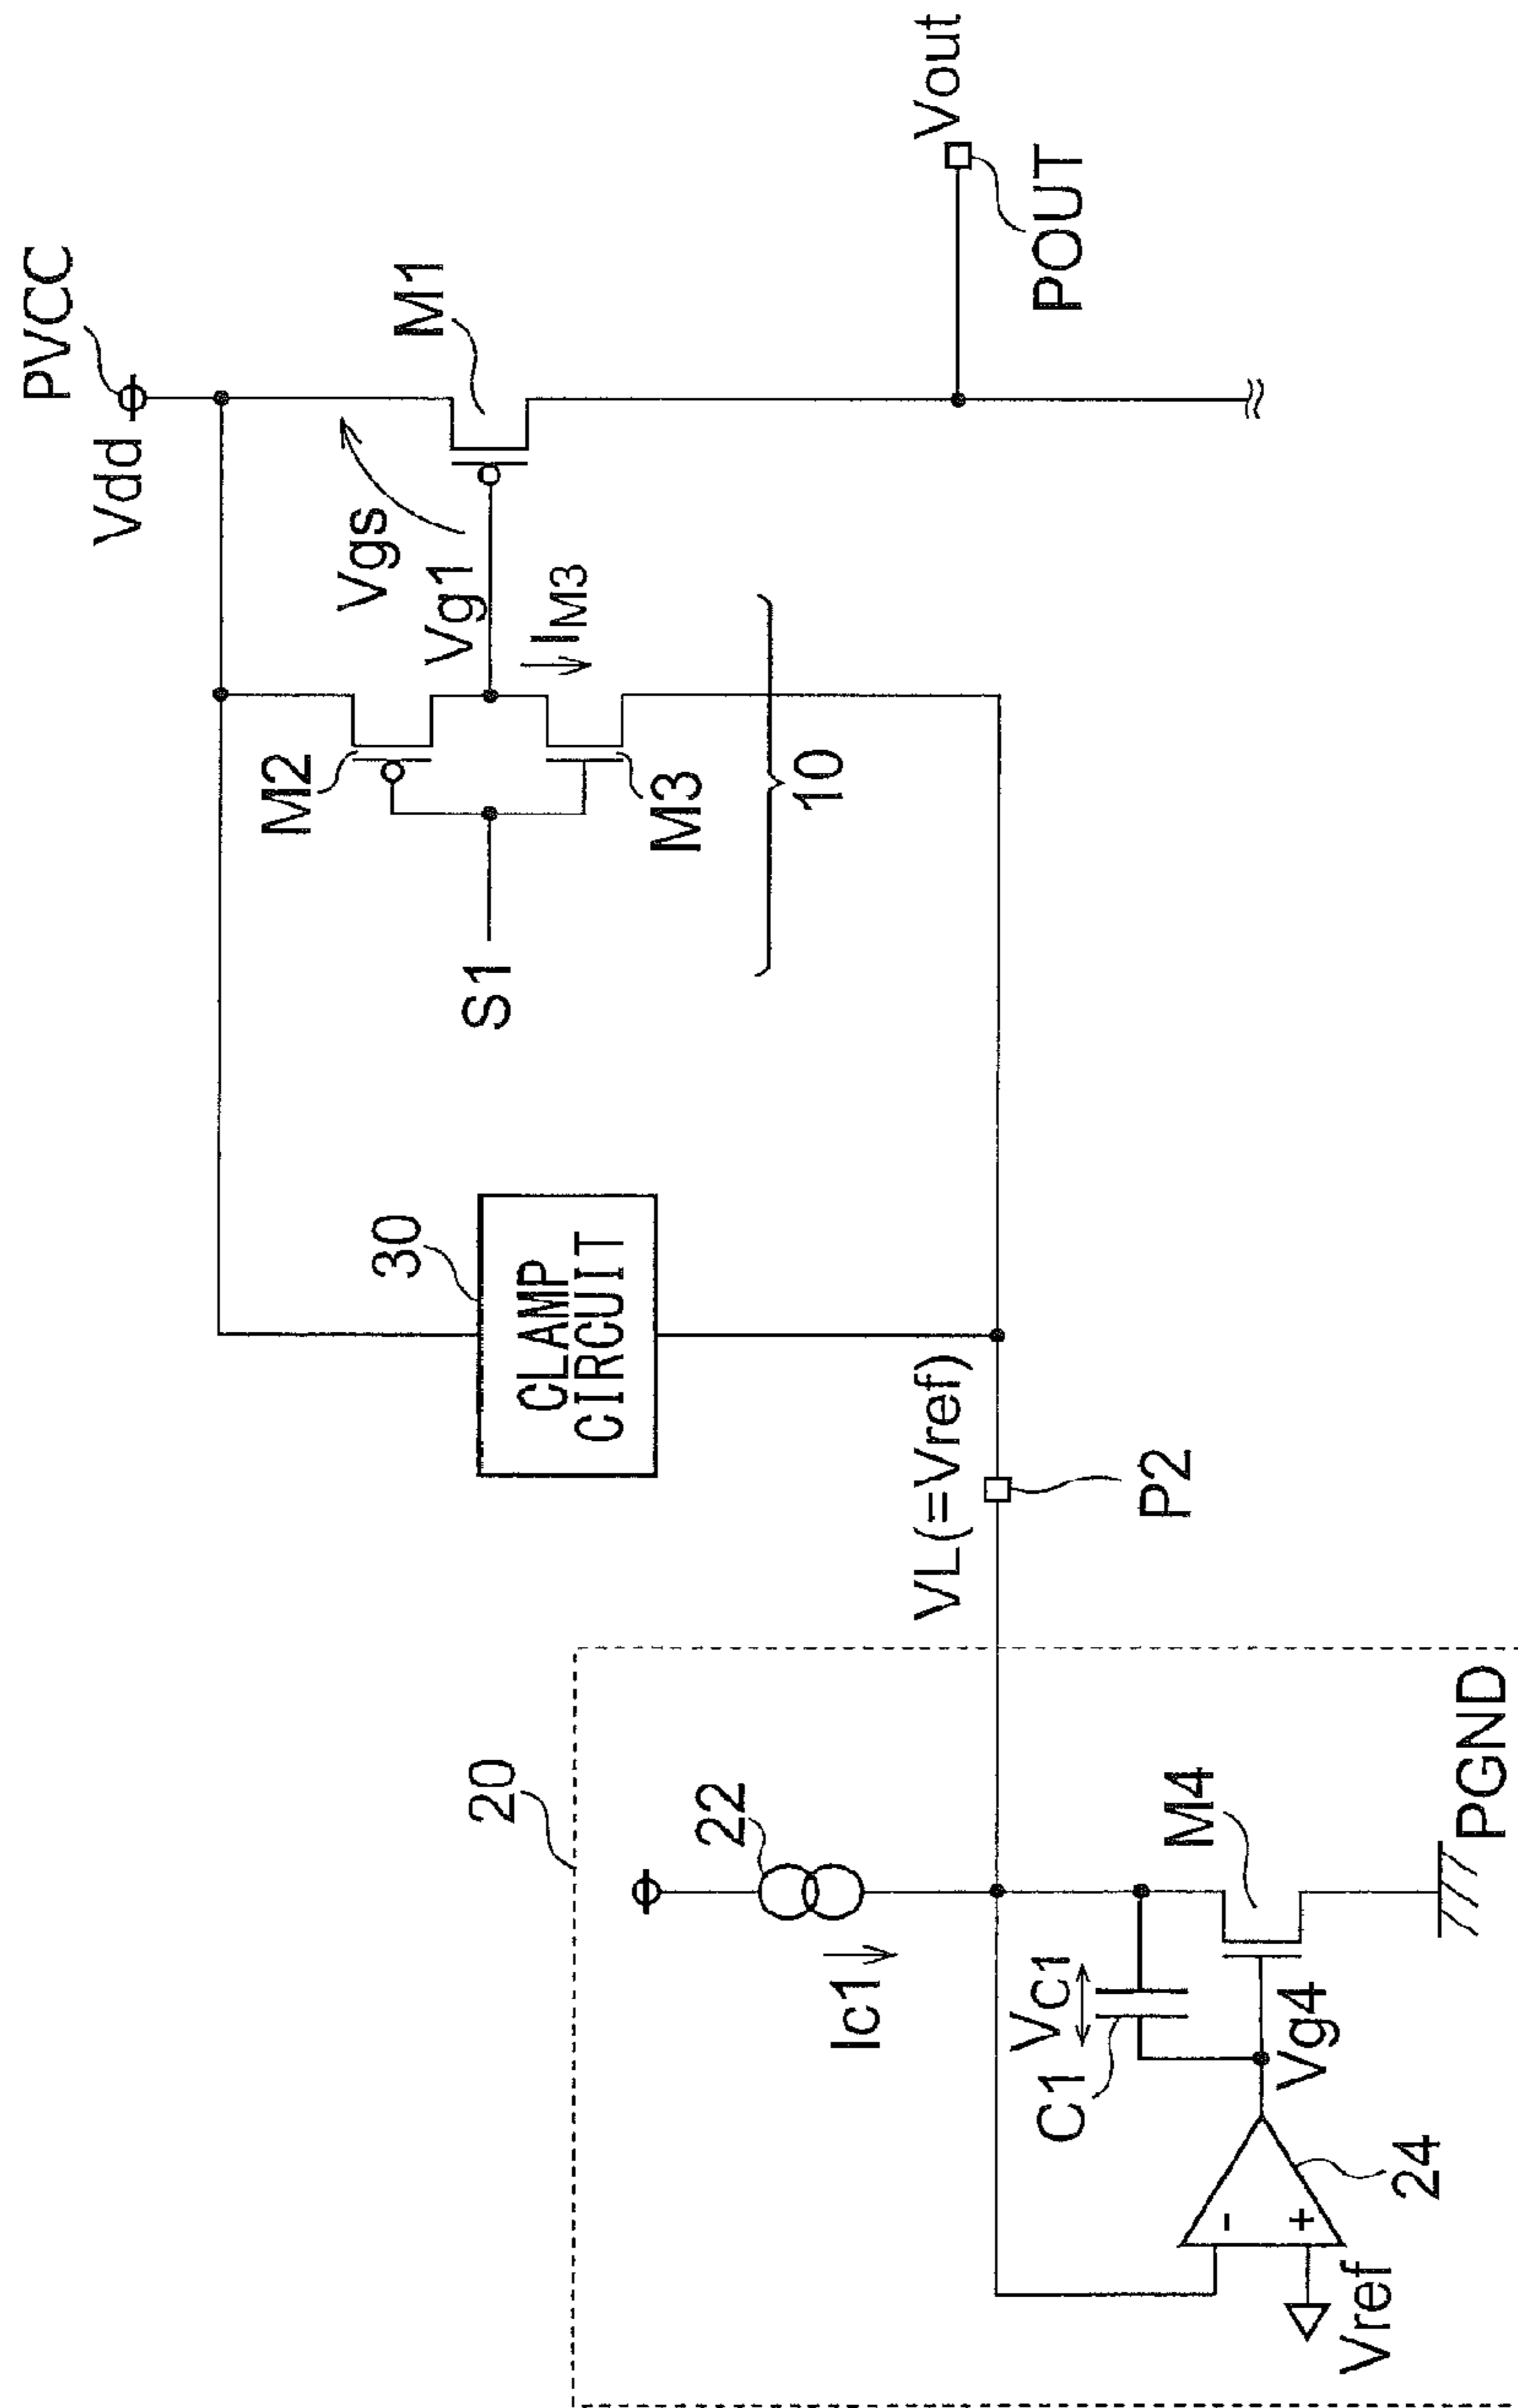 PVCC
Vdd
M1
Vgs
Vg1
IM3
Vout
POUT
M2
M3
S1
10
30
CLAMP
CIRCUIT
VL(=Vref)
P2
20
22
Ic1
VC1
C1
M4
Vg4
PGND
-
+
24
Vref